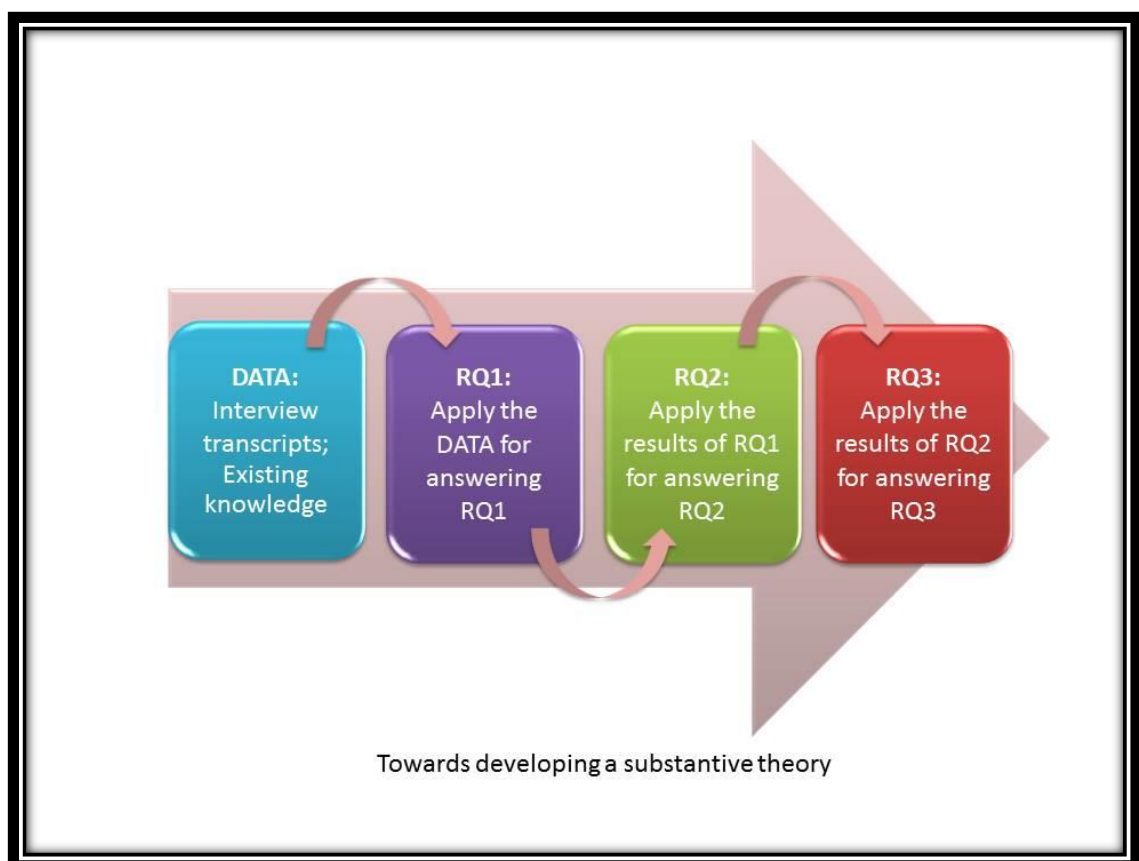 DATA:
Interview
transcripts;
Existing
knowledge
RQ1:
Apply the
DATA for
answering
RQ1
RQ2:
Apply the
results of RQ1
for answering
RQ2
RQ3:
Apply the
results of RQ2
for answering
RQ3
Towards developing a substantive theory